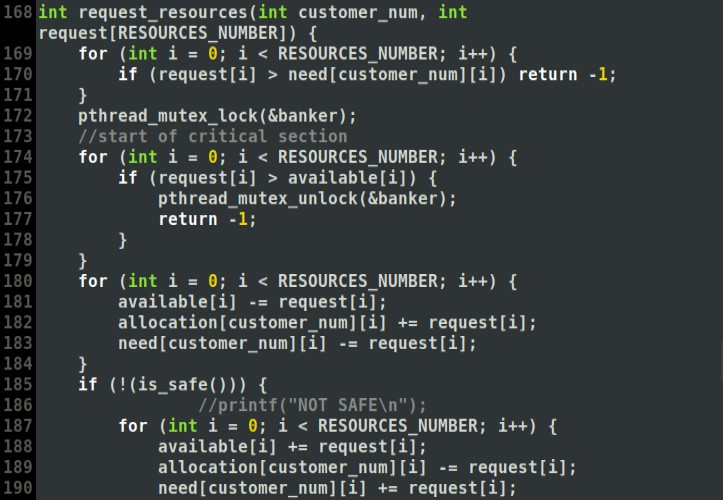 168 int request_resources(int customer_num, int
request[RESOURCES_NUMBER]) {
169     for (int i = 0; i < RESOURCES_NUMBER; i++) {
170         if (request[i] > need[customer_num][i]) return -1;
171     }
172     pthread_mutex_lock(&banker);
173     //start of critical section
174     for (int i = 0; i < RESOURCES_NUMBER; i++) {
175         if (request[i] > available[i]) {
176             pthread_mutex_unlock(&banker);
177             return -1;
178         }
179     }
180     for (int i = 0; i < RESOURCES_NUMBER; i++) {
181         available[i] -= request[i];
182         allocation[customer_num][i] += request[i];
183         need[customer_num][i] -= request[i];
184     }
185     if (!(is_safe())) {
186                 //printf("NOT SAFE\n");
187         for (int i = 0; i < RESOURCES_NUMBER; i++) {
188             available[i] += request[i];
189             allocation[customer_num][i] -= request[i];
190             need[customer_num][i] += request[i];